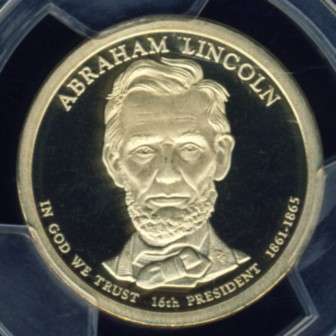 ABRAHAM LINCOLN
IN GOD WE TRUST 16th PRESIDENT 1861-1865